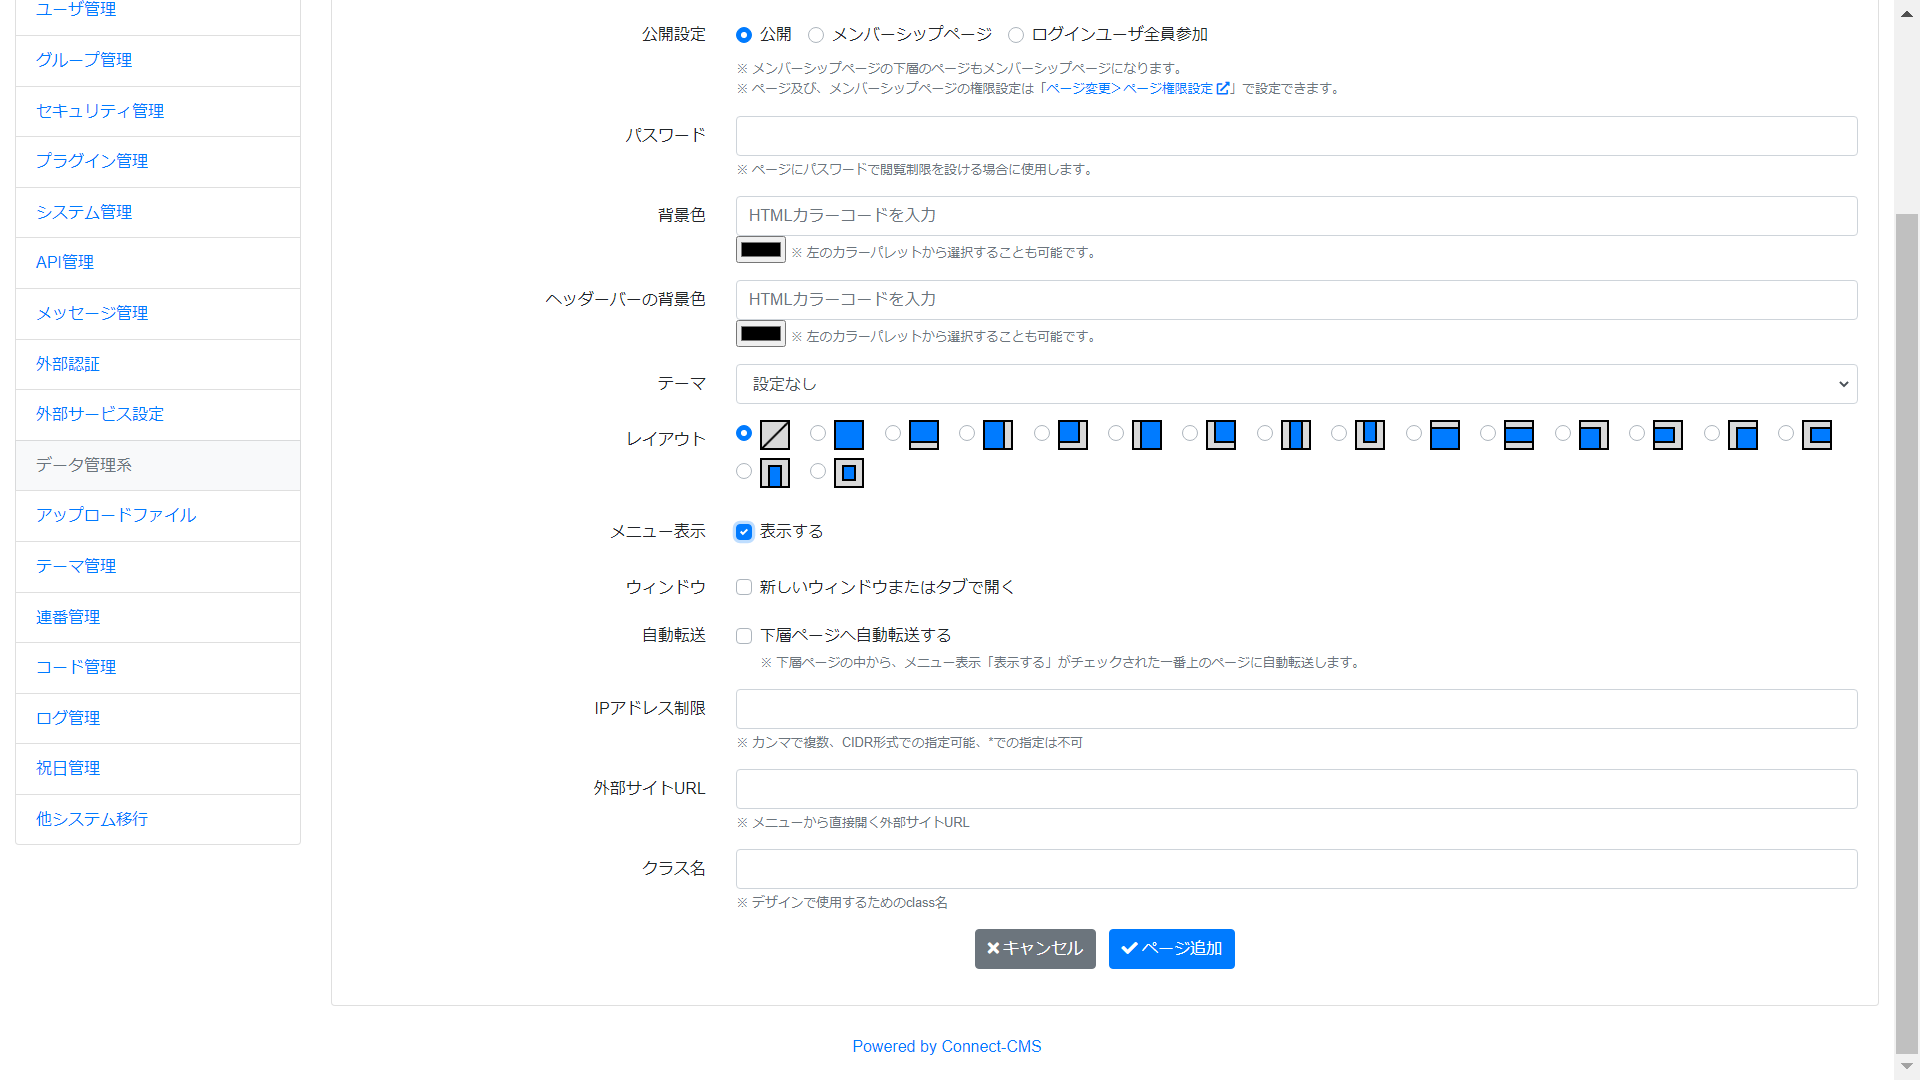 ユーザ管理
グループ管理
セキュリティ管理
プラグイン管理
システム管理
API管理
メッセージ管理
外部認証
外部サービス設定
データ管理系
アップロードファイル
テーマ管理
連番管理
コード管理
ログ管理
祝日管理
他システム移行
公開設定 公開 メンバーシップページ ログインユーザ全員参加
※ メンバーシップページの下層のページもメンバーシップページになります。
※ ページ及び、メンバーシップページの権限設定は「ページ変更＞ページ権限設定」で設定できます。
パスワード
※ ページにパスワードで閲覧制限を設ける場合に使用します。
背景色 HTMLカラーコードを入力
※ 左のカラーパレットから選択することも可能です。
ヘッダーバーの背景色 HTMLカラーコードを入力
※ 左のカラーパレットから選択することも可能です。
テーマ 設定なし
レイアウト
メニュー表示 表示する
ウィンドウ 新しいウィンドウまたはタブで開く
自動転送 下層ページへ自動転送する
※ 下層ページの中から、メニュー表示「表示する」がチェックされた一番上のページに自動転送します。
IPアドレス制限
※ カンマで複数、CIDR形式での指定可能、*での指定は不可
外部サイトURL
※ メニューから直接開く外部サイトURL
クラス名
※ デザインで使用するためのclass名
キャンセル ページ追加
Powered by Connect-CMS